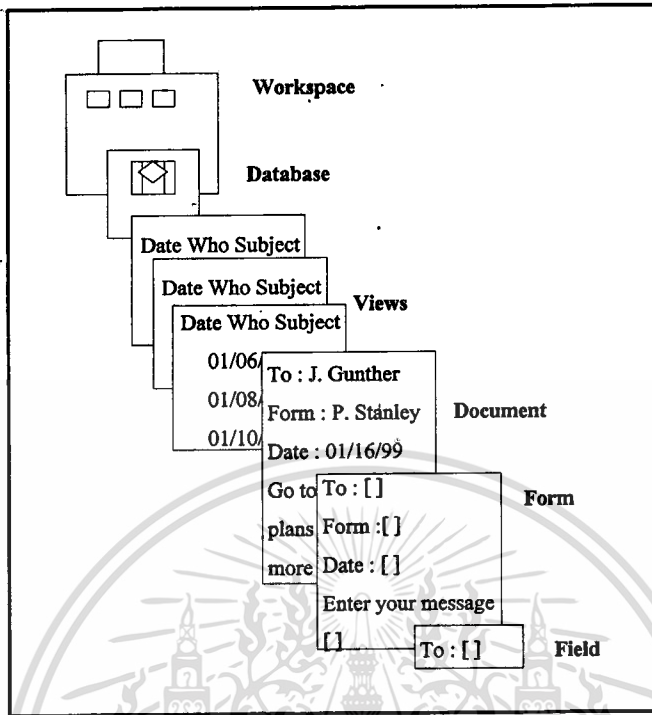 Workspace
Database
Date Who Subject
Date Who Subject
Views
Date Who Subject
01/06/
01/08/
01/10/
To : J. Gunther
Form : P. Stanley
Document
Date : 01/16/99
Go to
plans
more
To : [ ]
Form
Form :[ ]
Date : [ ]
Enter your message
[ ]
To : [ ]
Field